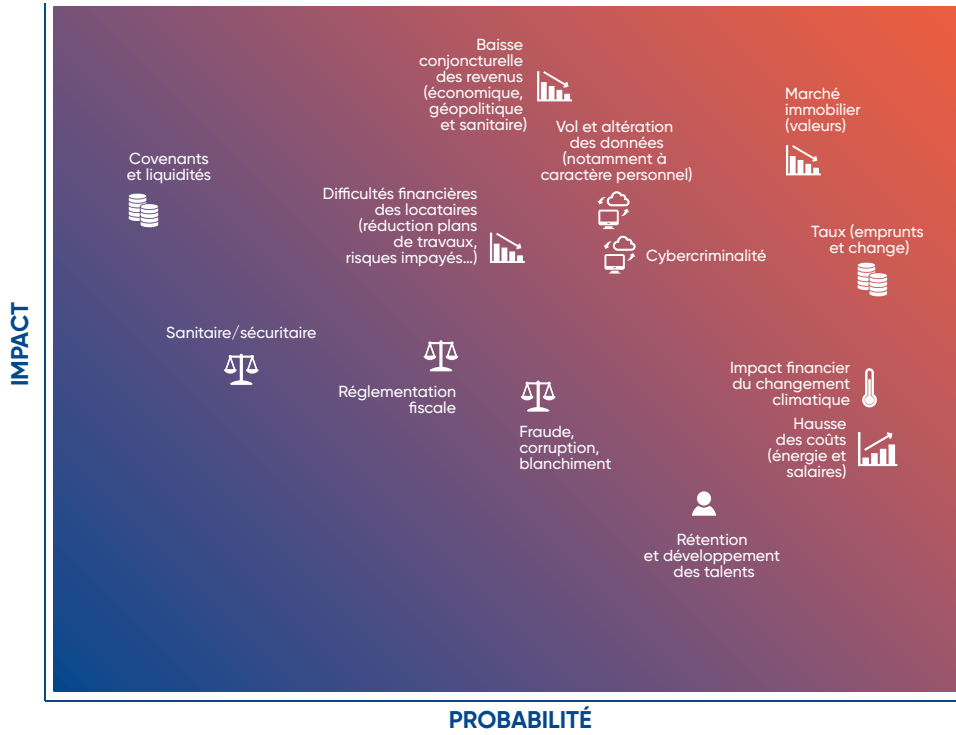 IMPACT
Baisse
conjoncturelle
des revenus
(économique,
géopolitique
et sanitaire)
Marché
immobilier
(valeurs)
Vol et altération
des données
(notamment à
caractère personnel)
Covenants
et liquidités
Difficultés financières
des locataires
(réduction plans
de travaux,
risques impayés…)
Cybercriminalité
Taux (emprunts
et change)
Sanitaire/sécuritaire
Réglementation
fiscale
Impact financier
du changement
climatique
Fraude,
corruption,
blanchiment
Hausse
des coûts
(énergie et
salaires)
Rétention
et développement
des talents
PROBABILITÉ